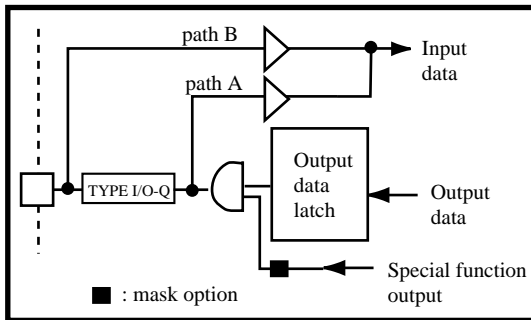 path B
Input
data
path A
TYPE I/O-Q
Output
data
latch
Output
data
Special function
output
: mask option